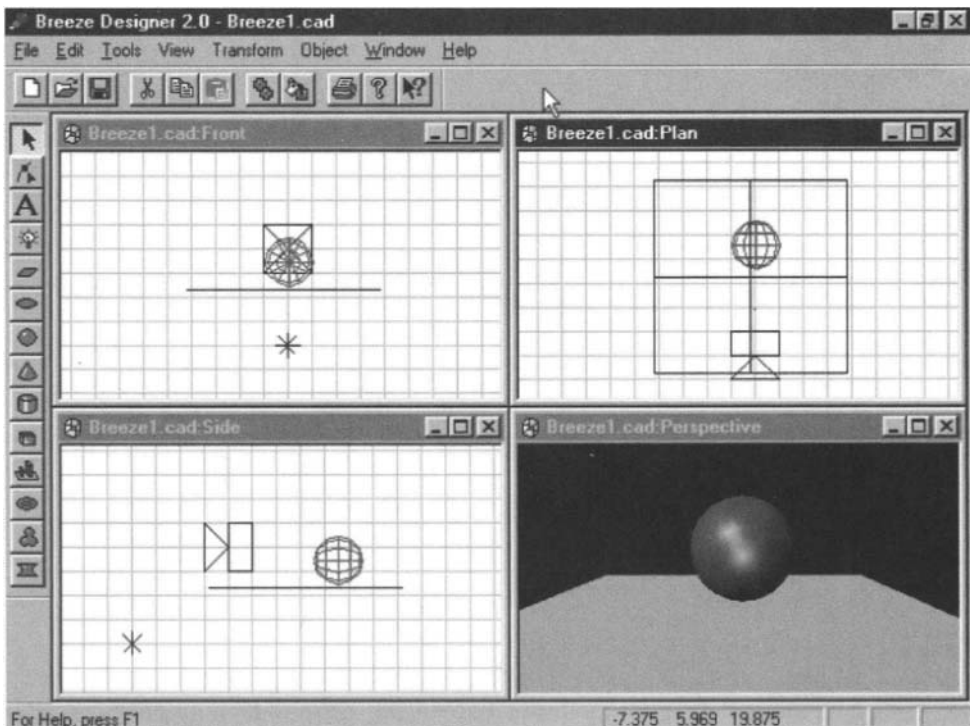 Breeze Designer 2.0 - Breeze1.cad
File Edit Tools View Transform Object Window Help
Breeze1.cad:Front
Breeze1.cad:Plan
A
Breeze1.cad:Side
Breeze1.cad:Perspective
For Help, press F1
-7.375 5.969 19.875